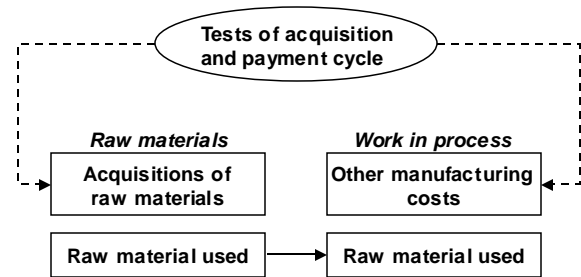 Tests of acquisition
and payment cycle
Raw materials
Work in process
Acquisitions of
raw materials
Other manufacturing
costs
Raw material used
Raw material used